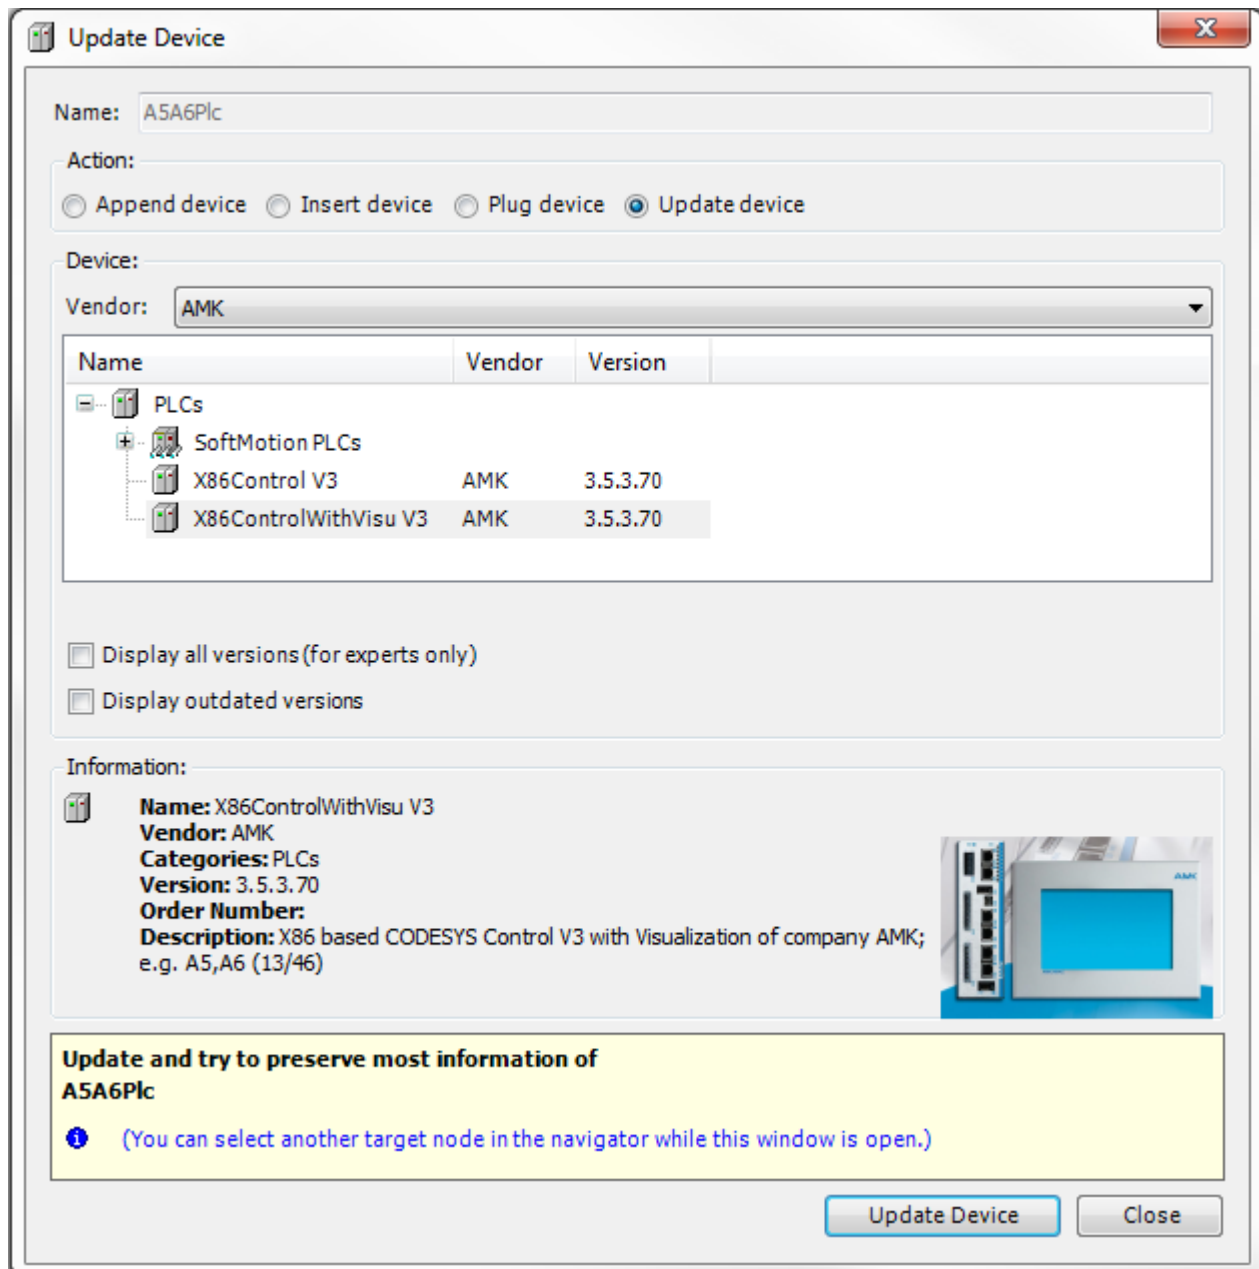 Update Device
Name: A5A6Plc
Action:
Append device Insert device Plug device Update device
Device:
Vendor: AMK
Name Vendor Version
PLCs
SoftMotion PLCs
X86Control V3 AMK 3.5.3.70
X86ControlWithVisu V3 AMK 3.5.3.70
Display all versions (for experts only)
Display outdated versions
Information:
Name: X86ControlWithVisu V3
Vendor: AMK
Categories: PLCs
Version: 3.5.3.70
Order Number:
Description: X86 based CODESYS Control V3 with Visualization of company AMK;
e.g. A5,A6 (13/46)
AMK
Update and try to preserve most information of
A5A6Plc
(You can select another target node in the navigator while this window is open.)
Update Device Close